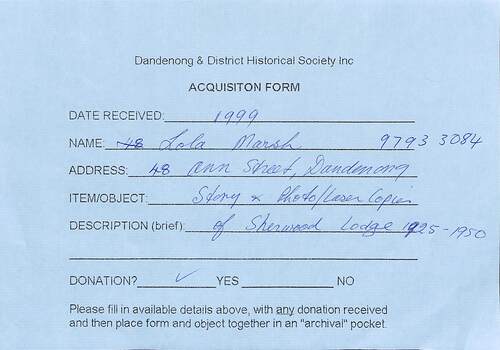 Dandenong & District Historical Society Inc
ACQUISITON FORM
DATE RECEIVED: 1999
NAME: 48 Lola Marsh 9793 3084
ADDRESS: 48 Ann Street, Dandenong
ITEM/OBJECT: Story & Photo/Laser Copies
DESCRIPTION (brief): of Sherwood Lodge 1925-1950
DONATION? ✓ YES NO
Please fill in available details above, with any donation received
and then place form and object together in an "archival" pocket.